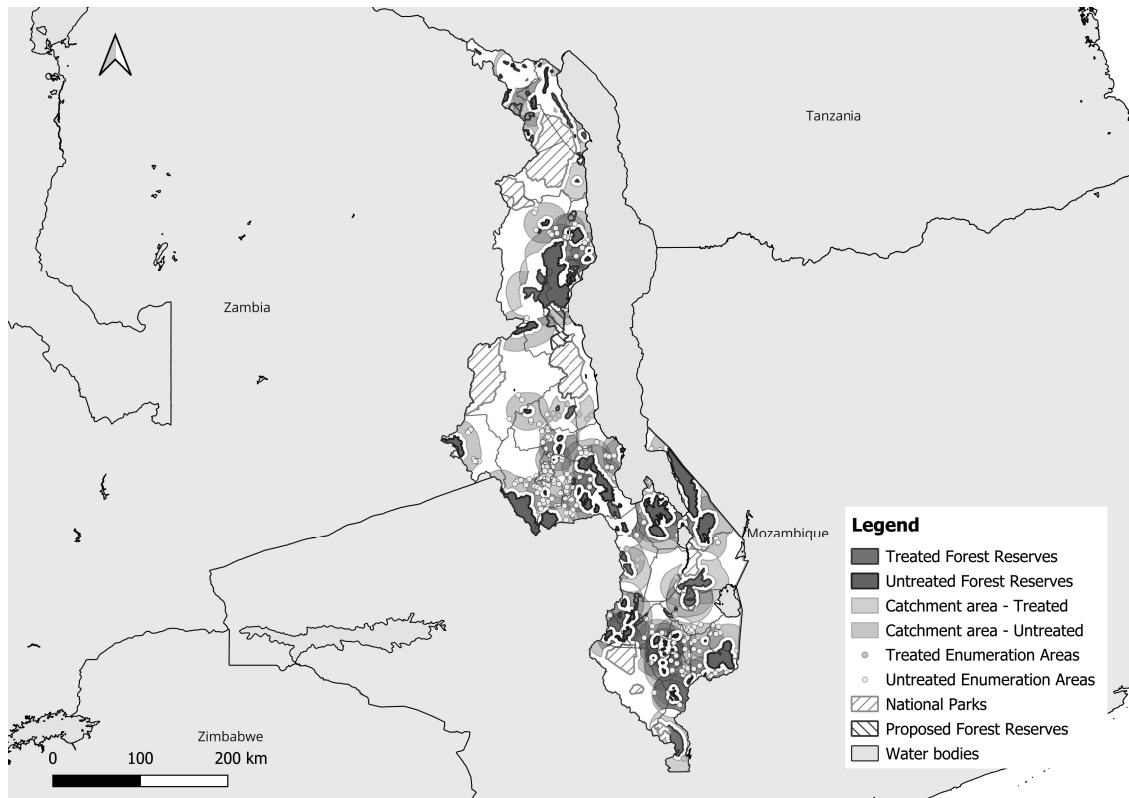 Tanzania
Zambia
Mozambique
Legend
Treated Forest Reserves
Untreated Forest Reserves
Catchment area - Treated
Catchment area - Untreated
Treated Enumeration Areas
Untreated Enumeration Areas
National Parks
Proposed Forest Reserves
Water bodies
Zimbabwe
0 100 200 km